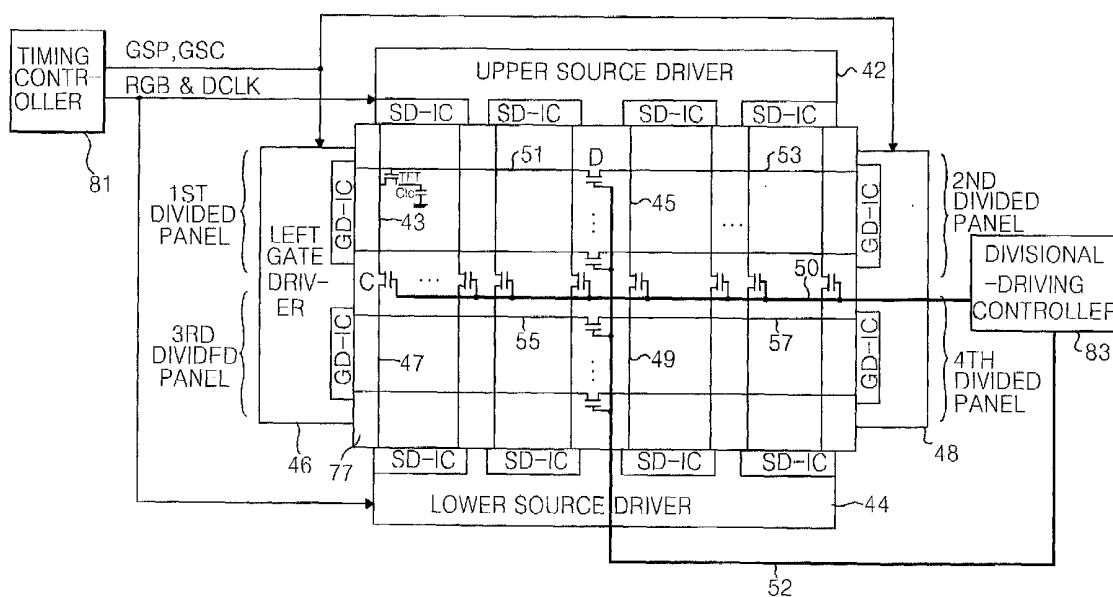 TIMING
CONTR-
OLLER
81
GSP,GSC
RGB & DCLK
UPPER SOURCE DRIVER
42
SD-IC
SD-IC
SD-IC
SD-IC
1ST
DIVIDED
PANEL
3RD
DIVIDED
PANEL
LEFT
GATE
DRIV-
ER
46
GD-IC
GD-IC
TFT
Clc
43
51
D
45
53
...
C
...
50
47
55
49
57
77
GD-IC
GD-IC
48
2ND
DIVIDED
PANEL
4TH
DIVIDED
PANEL
DIVISIONAL
-DRIVING
CONTROLLER
83
SD-IC
SD-IC
SD-IC
SD-IC
LOWER SOURCE DRIVER
44
52